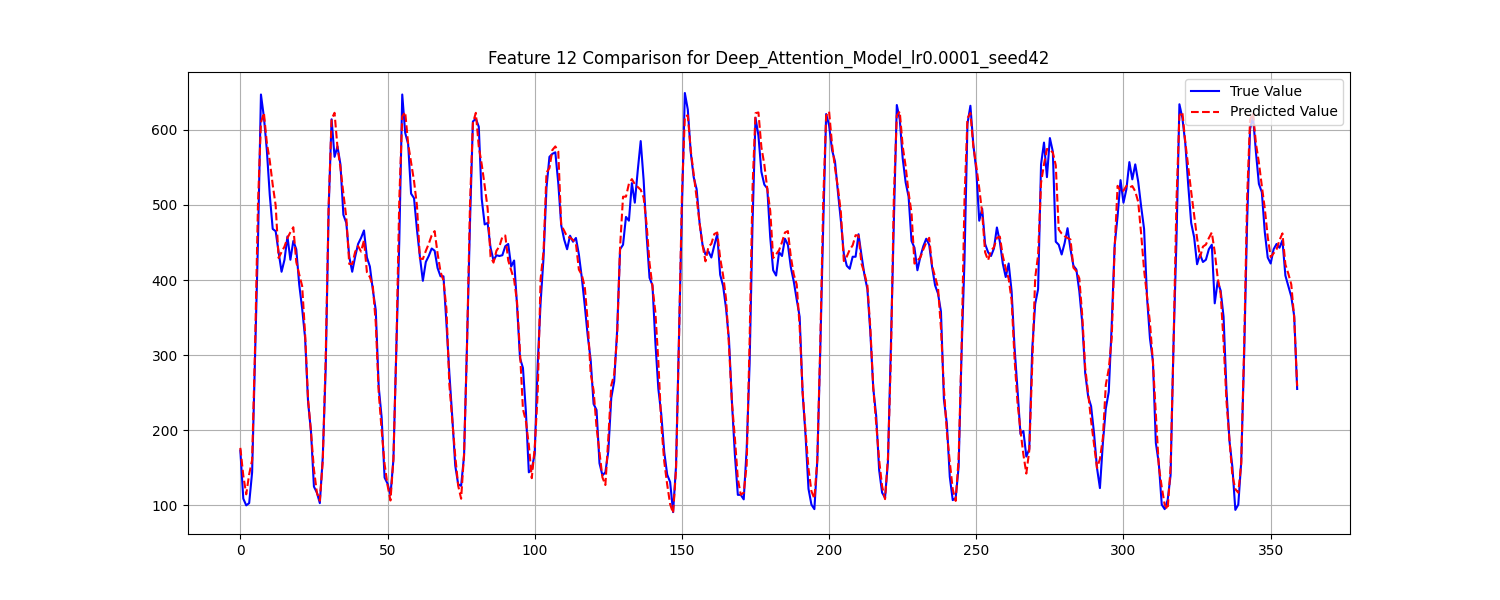 Feature 12 Comparison for Deep_Attention_Model_lr0.0001_seed42
True Value
Predicted Value
600
500
400
300
200
100
0 50 100 150 200 250 300 350